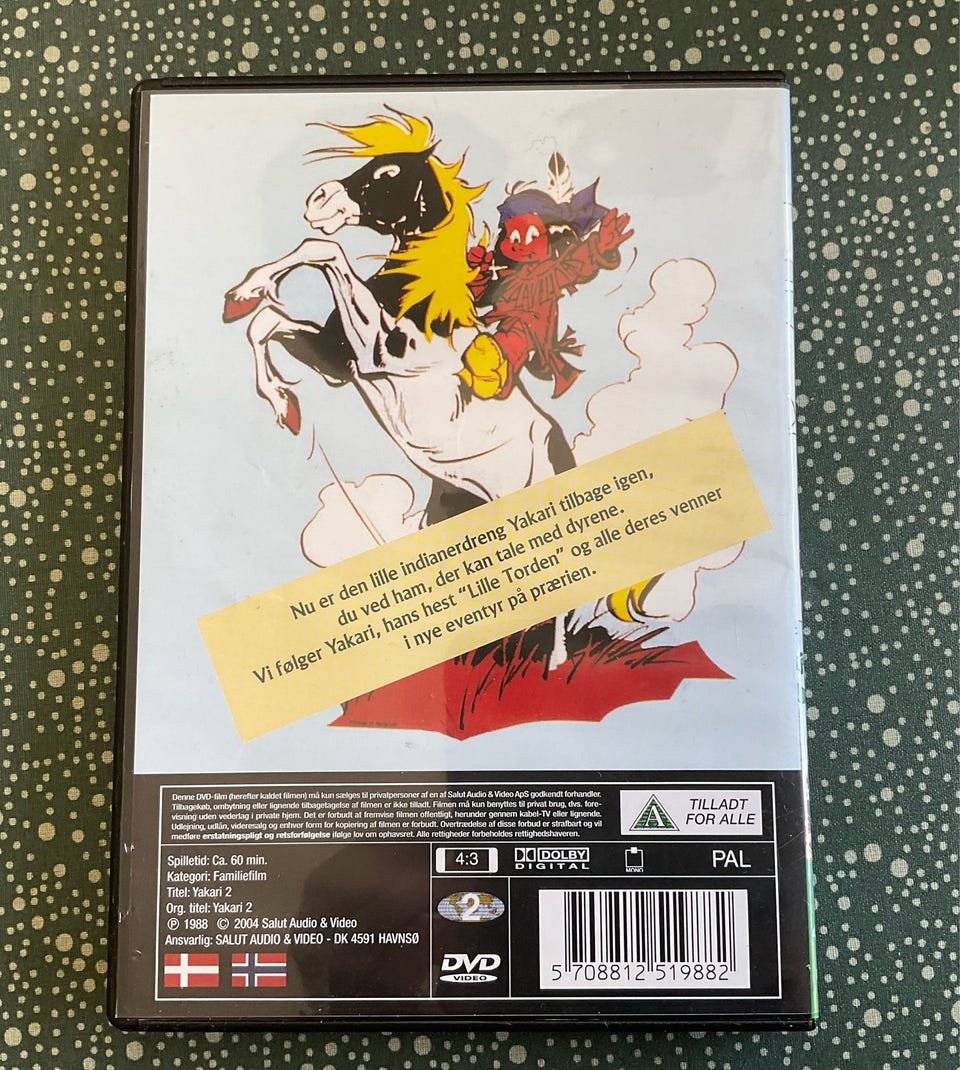 Nu er den lille indianerdreng Yakari tilbage igen,
du ved ham, der kan tale med dyrene.
Vi følger Yakari, hans hest "Lille Torden" og alle deres venner
i nye eventyr på prærien.
Denne DVD-film (herefter kaldet filmen) må kun sælges til privatpersoner af en af Salut Audio & Video ApS godkendt forhandler.
Tilbagekøb, ombytning eller lignende tilbagetagelse af filmen er ikke tilladt. Filmen må kun benyttes til privat brug, dvs. fore-
visning uden vederlag i private hjem. Det er forbudt at fremvise filmen offentligt, herunder gennem kabel-TV eller lignende.
Udlejning, udlån, videresalg og enhver form for kopiering af filmen er forbudt. Overtrædelse af disse forbud er strafbart og vil
medføre erstatningspligt og retsforfølgelse ifølge lov om ophavsret. Alle rettigheder forbeholdes rettighedshaveren.
A
TILLADT
FOR ALLE
Spilletid: Ca. 60 min.
Kategori: Familiefilm
Titel: Yakari 2
Org. titel: Yakari 2
℗ 1988 © 2004 Salut Audio & Video
Ansvarlig: SALUT AUDIO & VIDEO - DK 4591 HAVNSØ
4:3
DOLBY
DIGITAL
MONO
PAL
2
DVD
VIDEO
5 708812 519882